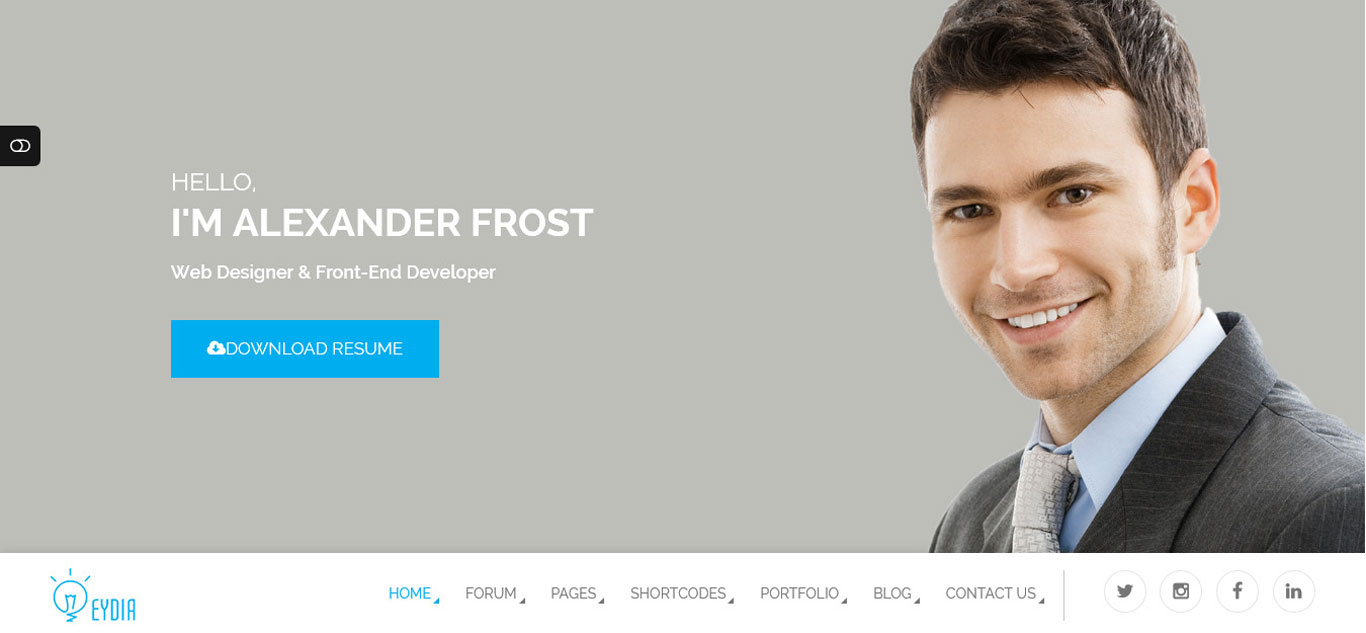 HELLO,
I'M ALEXANDER FROST
Web Designer & Front-End Developer
DOWNLOAD RESUME
EYDIA
HOME FORUM PAGES SHORTCODES PORTFOLIO BLOG CONTACT US